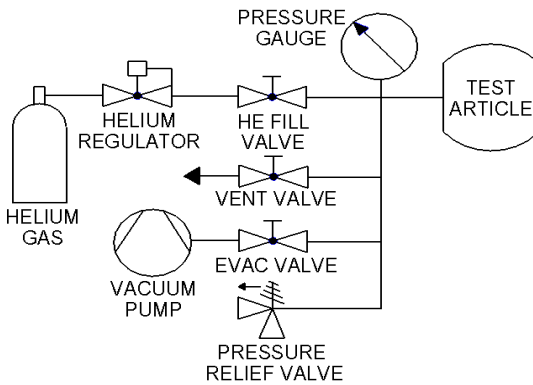 PRESSURE
GAUGE
TEST
ARTICLE
HELIUM
REGULATOR
HE FILL
VALVE
HELIUM
GAS
VENT VALVE
EVAC VALVE
VACUUM
PUMP
PRESSURE
RELIEF VALVE